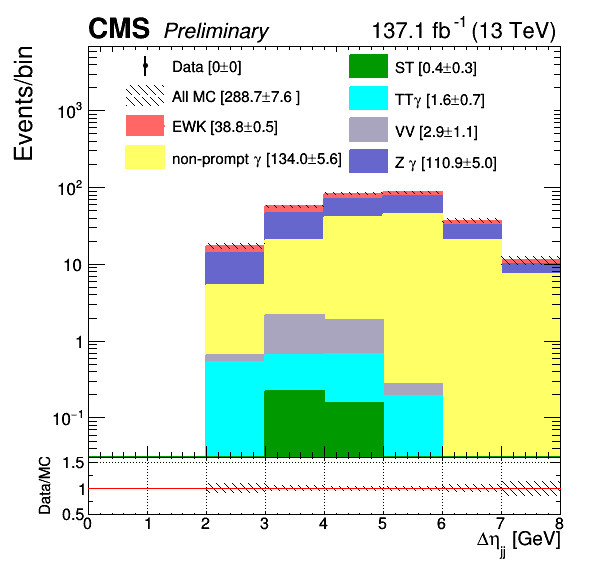 CMS Preliminary 137.1 fb⁻¹ (13 TeV)
Events/bin
Data [0±0]
All MC [288.7±7.6 ]
EWK [38.8±0.5]
non-prompt γ [134.0±5.6]
ST [0.4±0.3]
TTγ [1.6±0.7]
VV [2.9±1.1]
Z γ [110.9±5.0]
10³
10²
10
1
10⁻¹
Data/MC
1.5
1
0.5
0 1 2 3 4 5 6 7 8
Δη_jj [GeV]